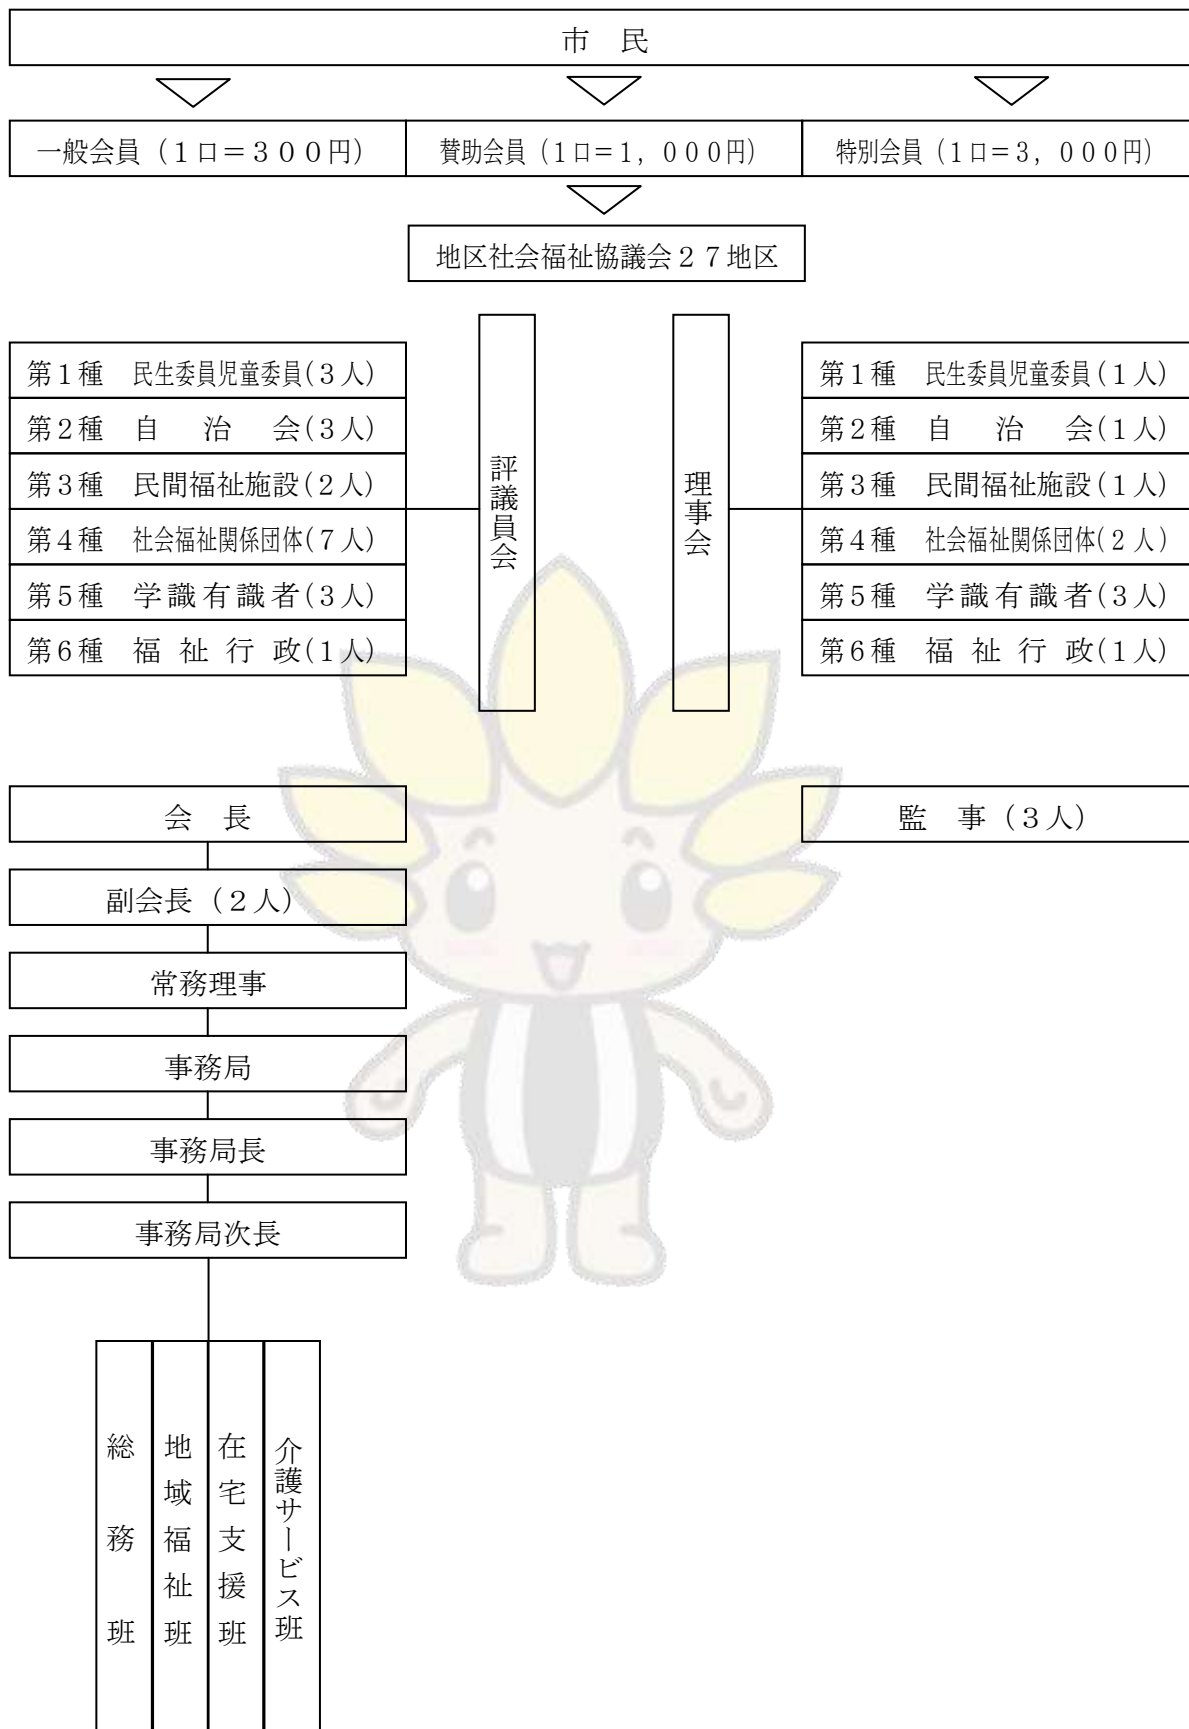 市　民
一般会員（1口＝３００円）
賛助会員（1口＝1，０００円）
特別会員（1口＝3，０００円）
地区社会福祉協議会２７地区
評議員会
第1種　民生委員児童委員(３人)
第2種　自　治　会(３人)
第3種　民間福祉施設(２人)
第4種　社会福祉関係団体(７人)
第5種　学識有識者(３人)
第6種　福 祉 行 政(１人)
理事会
第1種　民生委員児童委員(１人)
第2種　自　治　会(１人)
第3種　民間福祉施設(１人)
第4種　社会福祉関係団体(２人)
第5種　学識有識者(３人)
第6種　福 祉 行 政(１人)
会　長
監　事（３人）
副会長（２人）
常務理事
事務局
事務局長
事務局次長
総務班
地域福祉班
在宅支援班
介護サービス班